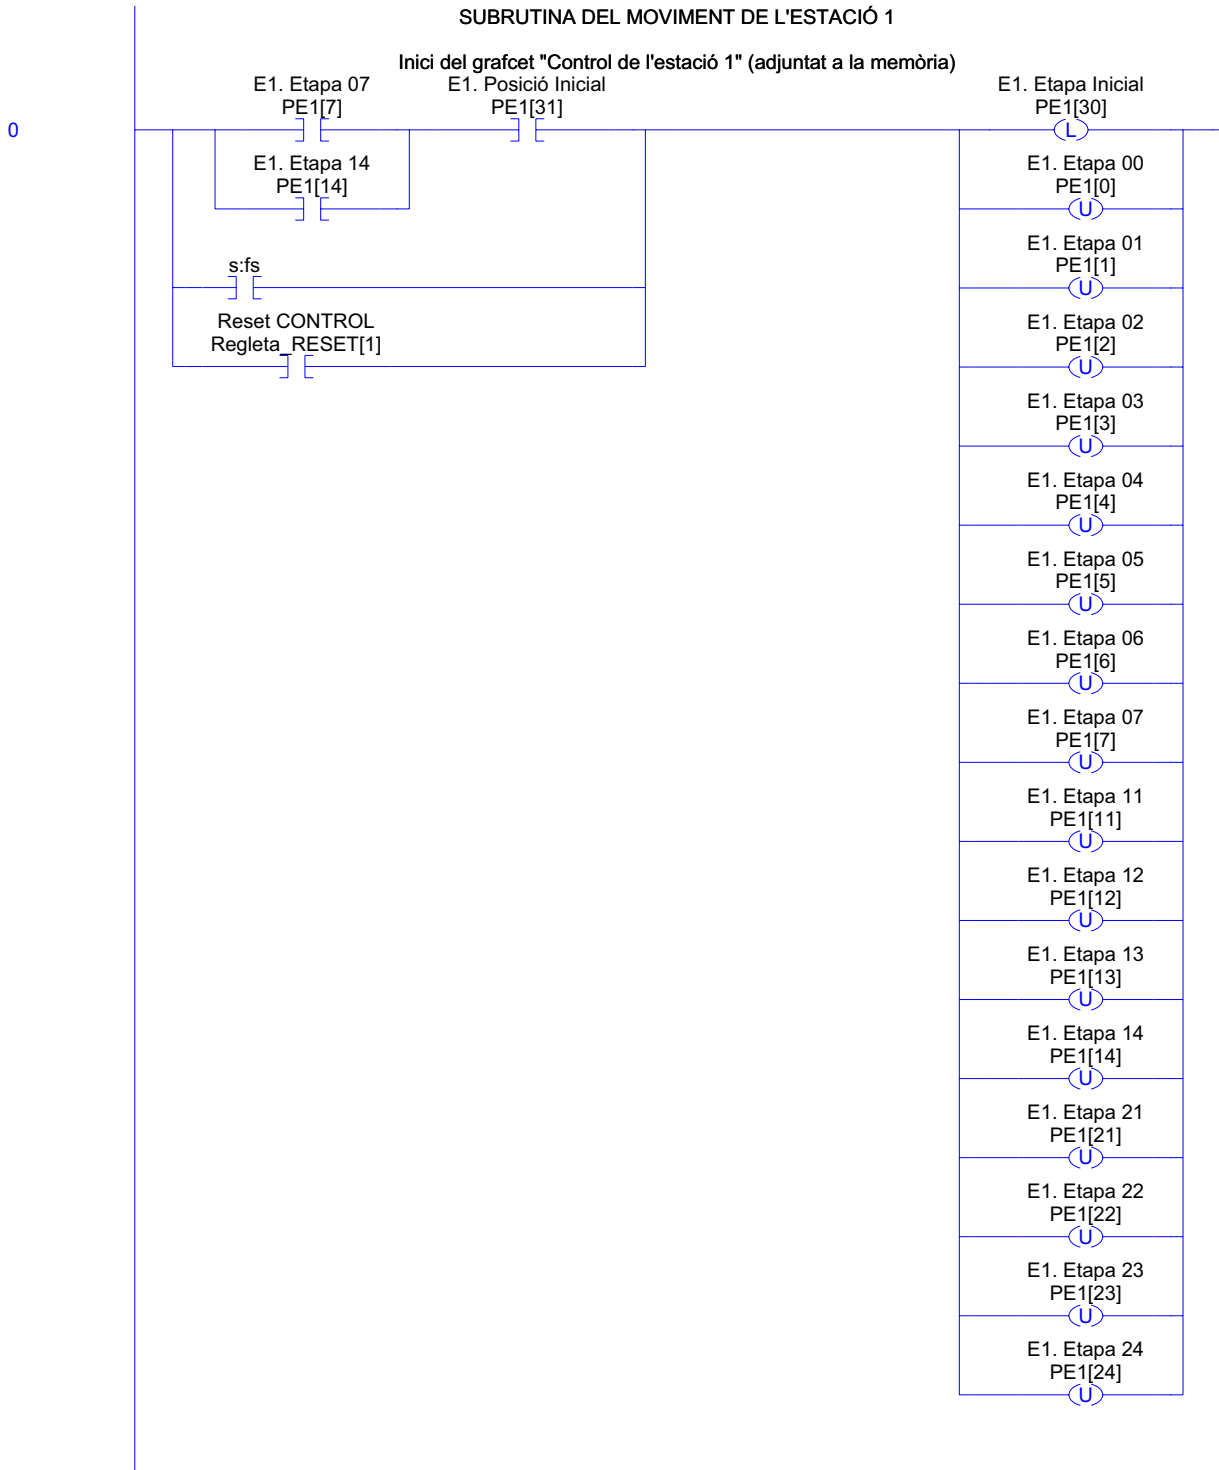 SUBRUTINA DEL MOVIMENT DE L'ESTACIÓ 1
Inici del grafcet "Control de l'estació 1" (adjuntat a la memòria)
E1. Etapa 07
PE1[7]
E1. Posició Inicial
PE1[31]
E1. Etapa Inicial
PE1[30]
0
L
E1. Etapa 14
PE1[14]
E1. Etapa 00
PE1[0]
U
s:fs
E1. Etapa 01
PE1[1]
U
Reset CONTROL
Regleta_RESET[1]
E1. Etapa 02
PE1[2]
U
E1. Etapa 03
PE1[3]
U
E1. Etapa 04
PE1[4]
U
E1. Etapa 05
PE1[5]
U
E1. Etapa 06
PE1[6]
U
E1. Etapa 07
PE1[7]
U
E1. Etapa 11
PE1[11]
U
E1. Etapa 12
PE1[12]
U
E1. Etapa 13
PE1[13]
U
E1. Etapa 14
PE1[14]
U
E1. Etapa 21
PE1[21]
U
E1. Etapa 22
PE1[22]
U
E1. Etapa 23
PE1[23]
U
E1. Etapa 24
PE1[24]
U